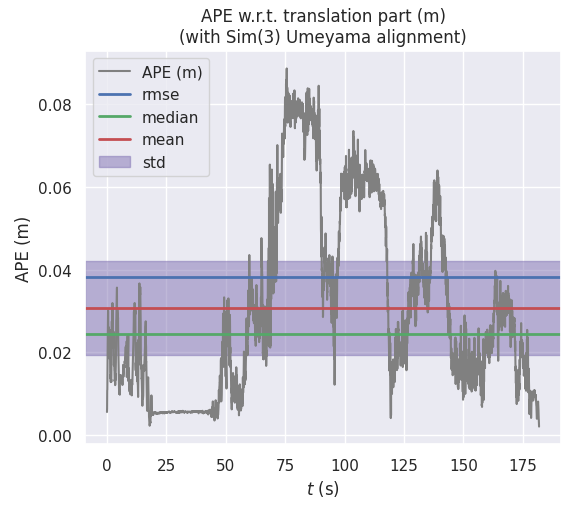 APE w.r.t. translation part (m)
(with Sim(3) Umeyama alignment)
APE (m)
rmse
median
mean
std
APE (m)
0.08
0.06
0.04
0.02
0.00
0 25 50 75 100 125 150 175
t (s)